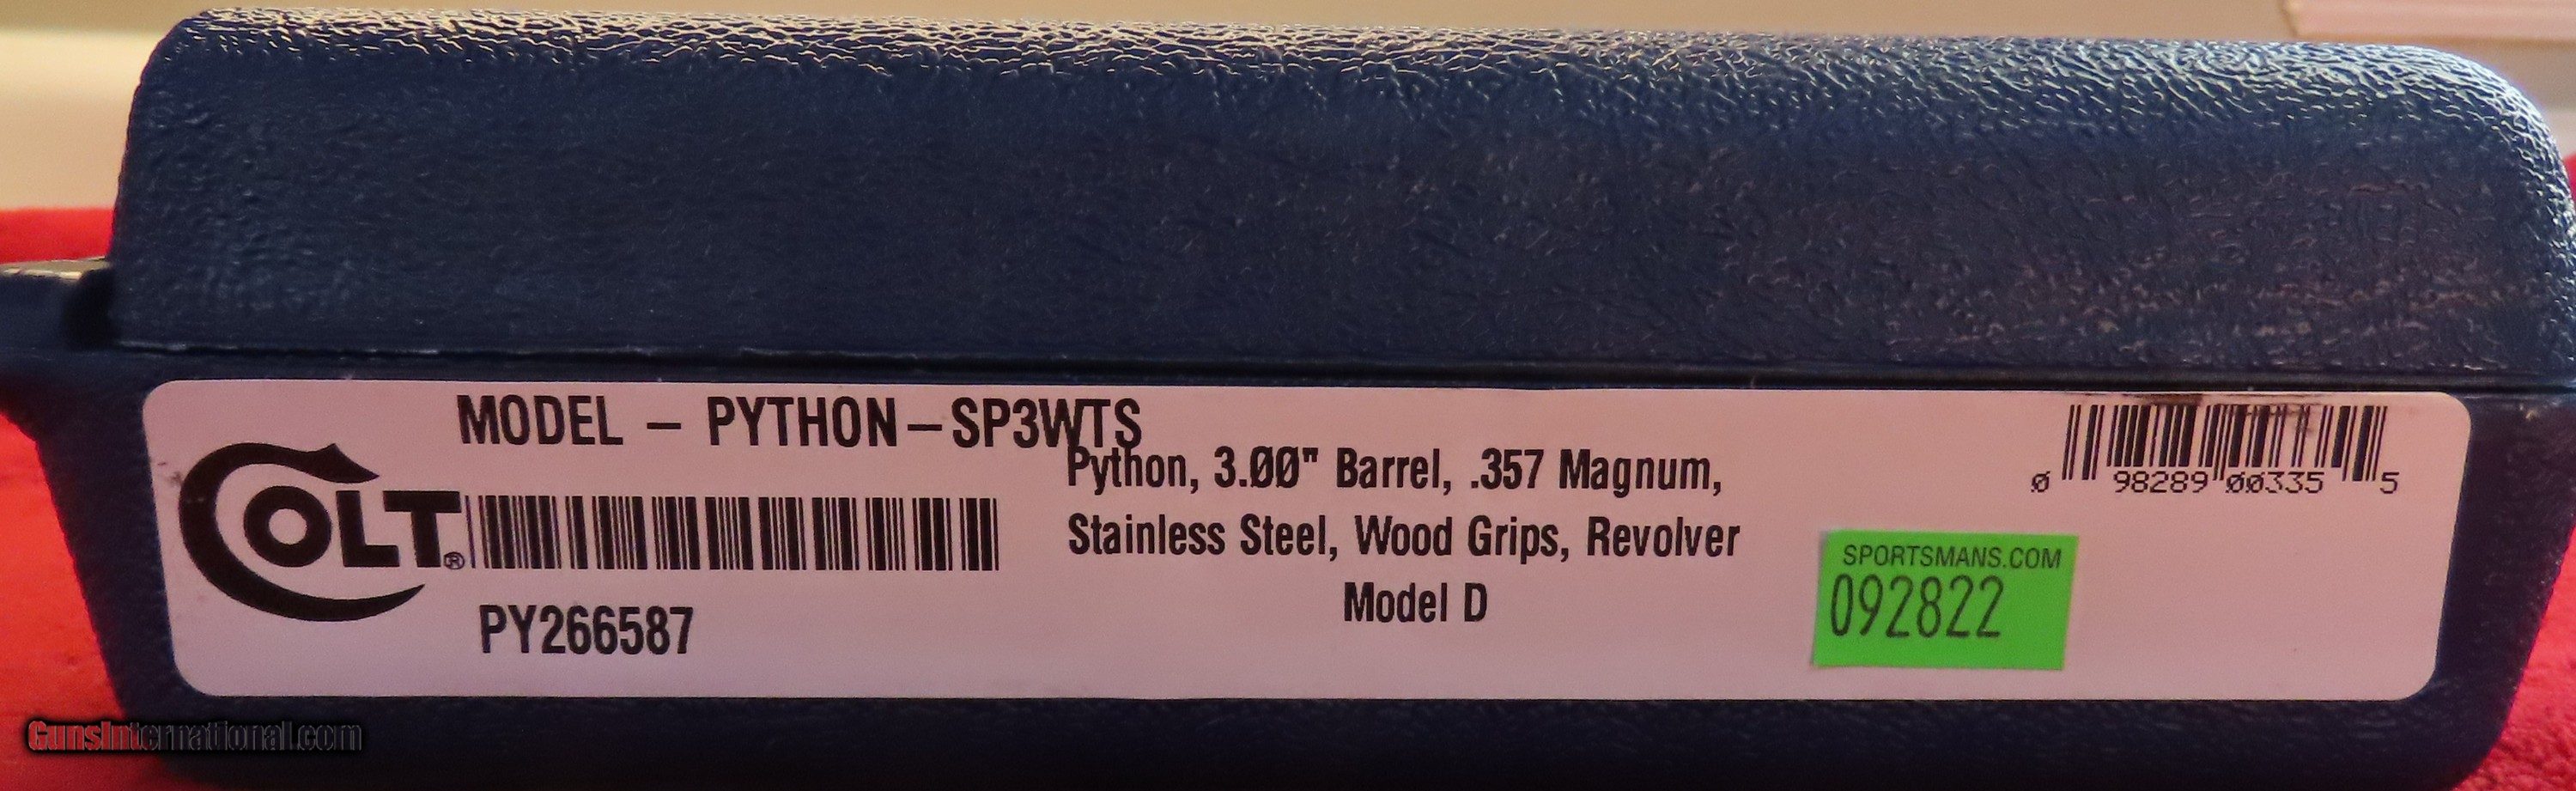 MODEL – PYTHON–SP3WTS
COLT®
PY266587
Python, 3.00" Barrel, .357 Magnum,
Stainless Steel, Wood Grips, Revolver
Model D
0 98289 00335 5
SPORTSMANS.COM
092822
GunsInternational.com